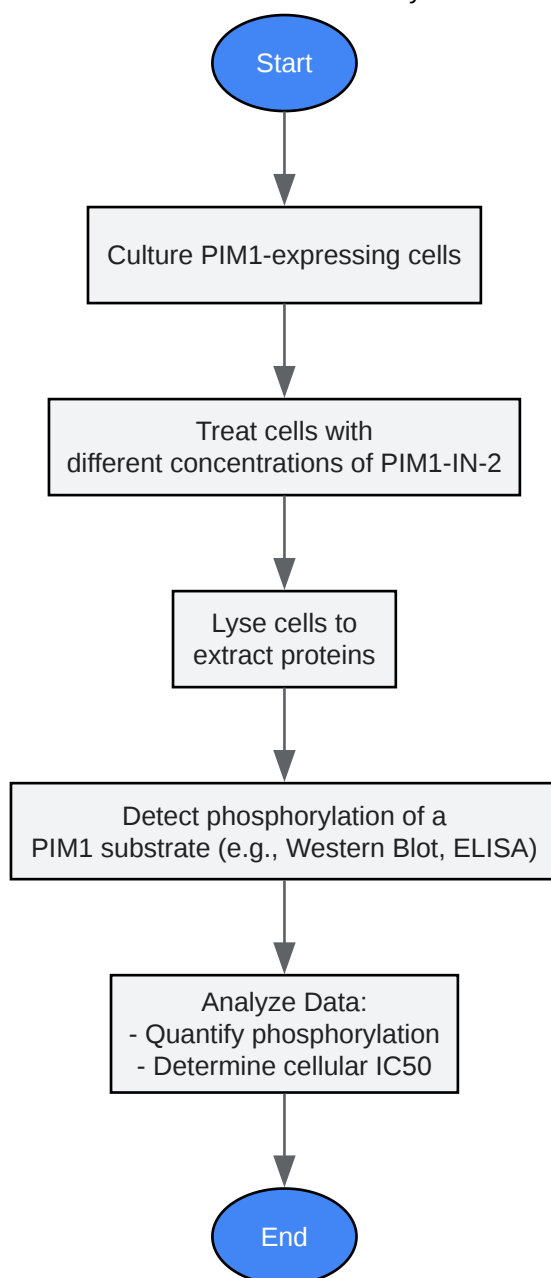 Start
Culture PIM1-expressing cells
Treat cells with
different concentrations of PIM1-IN-2
Lyse cells to
extract proteins
Detect phosphorylation of a
PIM1 substrate (e.g., Western Blot, ELISA)
Analyze Data:
- Quantify phosphorylation
- Determine cellular IC50
End